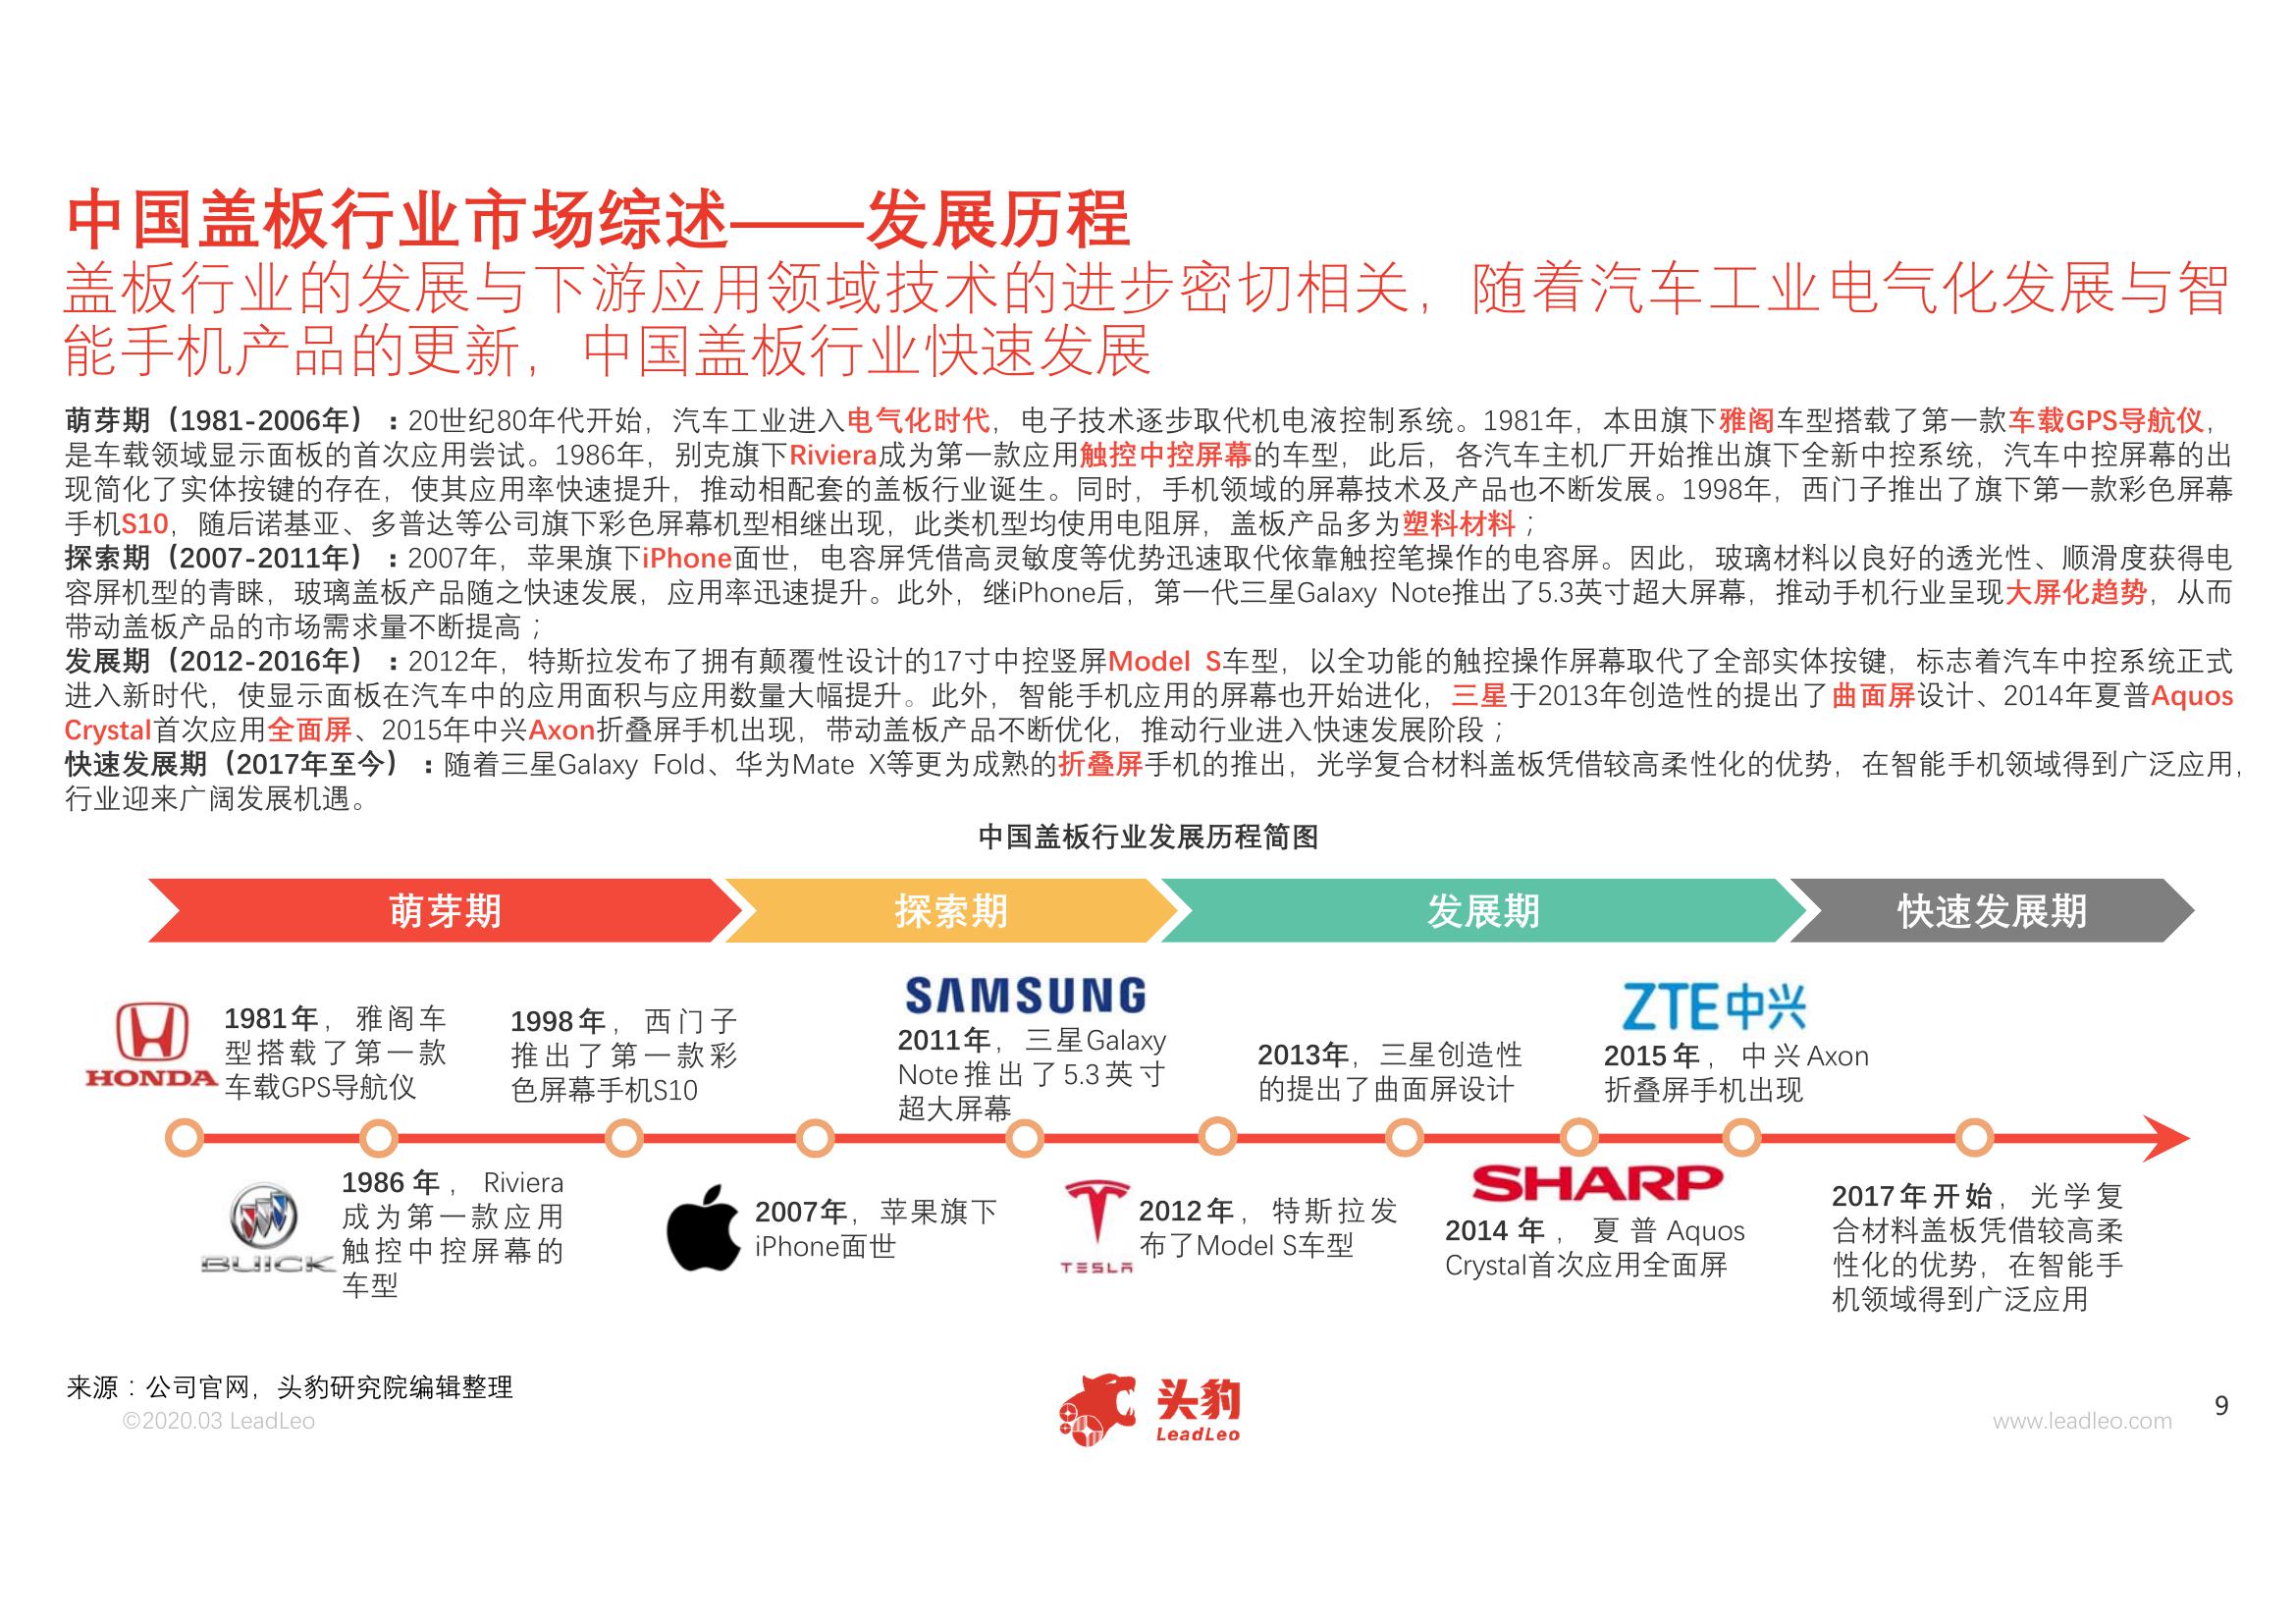 中国盖板行业市场综述——发展历程
盖板行业的发展与下游应用领域技术的进步密切相关，随着汽车工业电气化发展与智
能手机产品的更新，中国盖板行业快速发展
萌芽期（1981-2006年）：20世纪80年代开始，汽车工业进入电气化时代，电子技术逐步取代机电液控制系统。1981年，本田旗下雅阁车型搭载了第一款车载GPS导航仪，
是车载领域显示面板的首次应用尝试。1986年，别克旗下Riviera成为第一款应用触控中控屏幕的车型，此后，各汽车主机厂开始推出旗下全新中控系统，汽车中控屏幕的出
现简化了实体按键的存在，使其应用率快速提升，推动相配套的盖板行业诞生。同时，手机领域的屏幕技术及产品也不断发展。1998年，西门子推出了旗下第一款彩色屏幕
手机S10，随后诺基亚、多普达等公司旗下彩色屏幕机型相继出现，此类机型均使用电阻屏，盖板产品多为塑料材料；
探索期（2007-2011年）：2007年，苹果旗下iPhone面世，电容屏凭借高灵敏度等优势迅速取代依靠触控笔操作的电容屏。因此，玻璃材料以良好的透光性、顺滑度获得电
容屏机型的青睐，玻璃盖板产品随之快速发展，应用率迅速提升。此外，继iPhone后，第一代三星Galaxy Note推出了5.3英寸超大屏幕，推动手机行业呈现大屏化趋势，从而
带动盖板产品的市场需求量不断提高；
发展期（2012-2016年）：2012年，特斯拉发布了拥有颠覆性设计的17寸中控竖屏Model S车型，以全功能的触控操作屏幕取代了全部实体按键，标志着汽车中控系统正式
进入新时代，使显示面板在汽车中的应用面积与应用数量大幅提升。此外，智能手机应用的屏幕也开始进化，三星于2013年创造性的提出了曲面屏设计、2014年夏普Aquos
Crystal首次应用全面屏、2015年中兴Axon折叠屏手机出现，带动盖板产品不断优化，推动行业进入快速发展阶段；
快速发展期（2017年至今）：随着三星Galaxy Fold、华为Mate X等更为成熟的折叠屏手机的推出，光学复合材料盖板凭借较高柔性化的优势，在智能手机领域得到广泛应用，
行业迎来广阔发展机遇。
中国盖板行业发展历程简图
萌芽期
探索期
发展期
快速发展期
HONDA
1981年，雅阁车
型搭载了第一款
车载GPS导航仪
1998年，西门子
推出了第一款彩
色屏幕手机S10
SAMSUNG
2011年，三星Galaxy
Note推出了5.3英寸
超大屏幕
2013年，三星创造性
的提出了曲面屏设计
ZTE中兴
2015年，中兴Axon
折叠屏手机出现
BUICK
1986年，Riviera
成为第一款应用
触控中控屏幕的
车型
2007年，苹果旗下
iPhone面世
TESLA
2012年，特斯拉发
布了Model S车型
SHARP
2014年，夏普Aquos
Crystal首次应用全面屏
2017年开始，光学复
合材料盖板凭借较高柔
性化的优势，在智能手
机领域得到广泛应用
来源：公司官网，头豹研究院编辑整理
©2020.03 LeadLeo
头豹
LeadLeo
www.leadleo.com
9